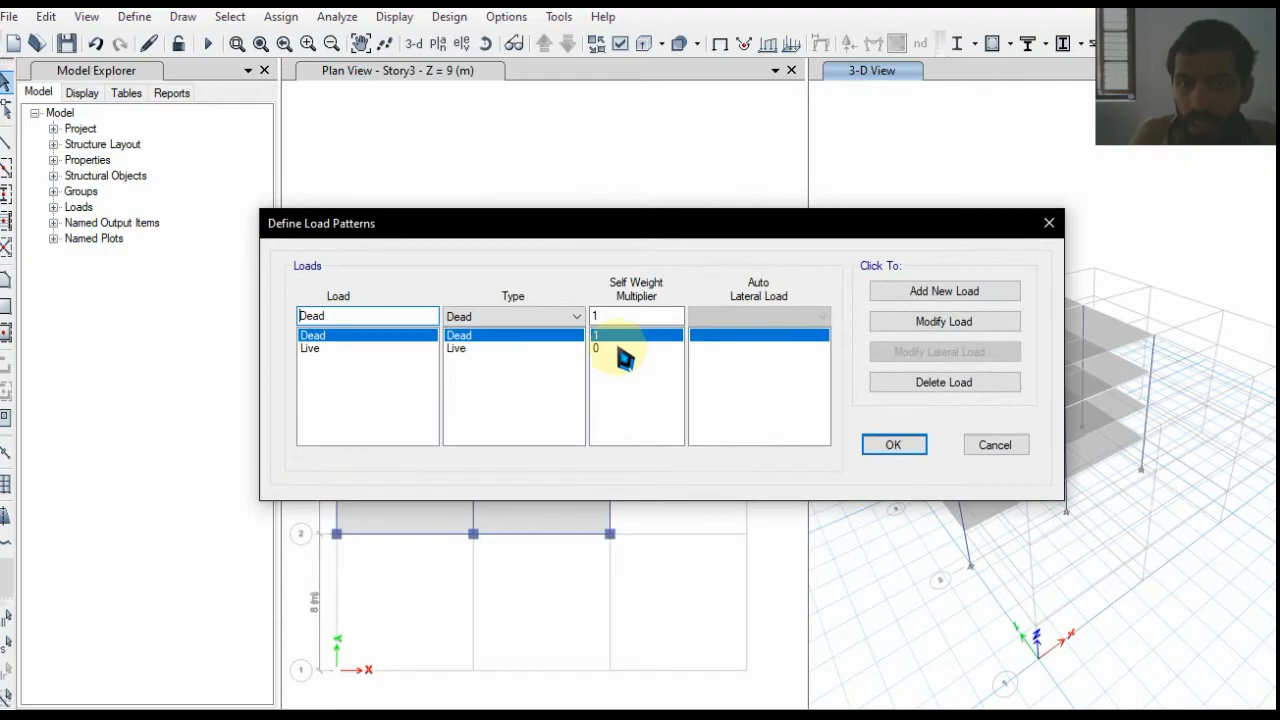 File Edit View Define Draw Select Assign Analyze Display Design Options Tools Help
3-d nd
Model Explorer
Plan View - Story3 - Z = 9 (m)
3-D View
Model Display Tables Reports
Model
Project
Structure Layout
Properties
Structural Objects
Groups
Loads
Named Output Items
Named Plots
Define Load Patterns
Loads
Click To:
Load Type Self Weight Multiplier Auto Lateral Load
Dead Dead 1
Dead Dead 1
Live Live 0
Add New Load
Modify Load
Modify Lateral Load...
Delete Load
OK Cancel
2
8 (m)
1
Y
X
X